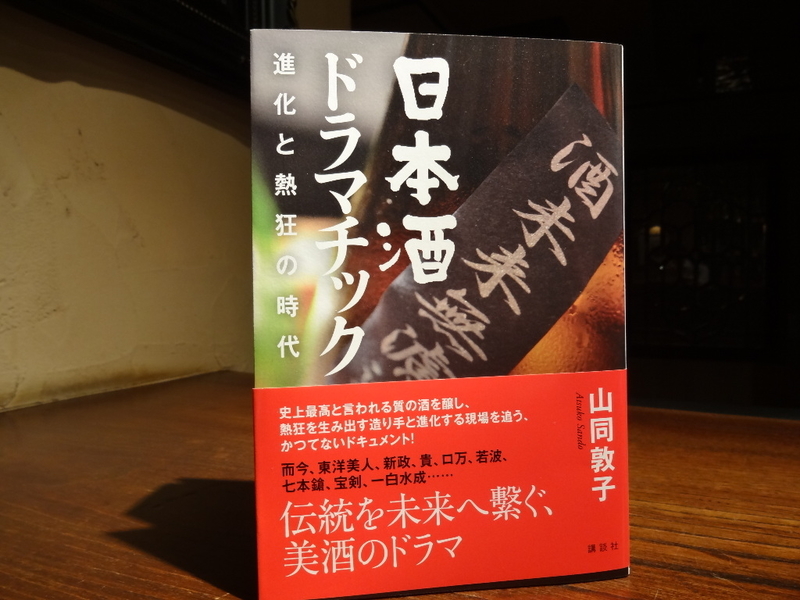 日本酒
ドラマチック
進化と熱狂の時代
酒未来
山同敦子
Atsuko Sando
史上最高と言われる質の酒を醸し、
熱狂を生み出す造り手と進化する現場を追う、
かつてないドキュメント！
而今、東洋美人、新政、貴、口万、若波、
七本鎗、宝剣、一白水成……
伝統を未来へ繋ぐ、
美酒のドラマ
講談社